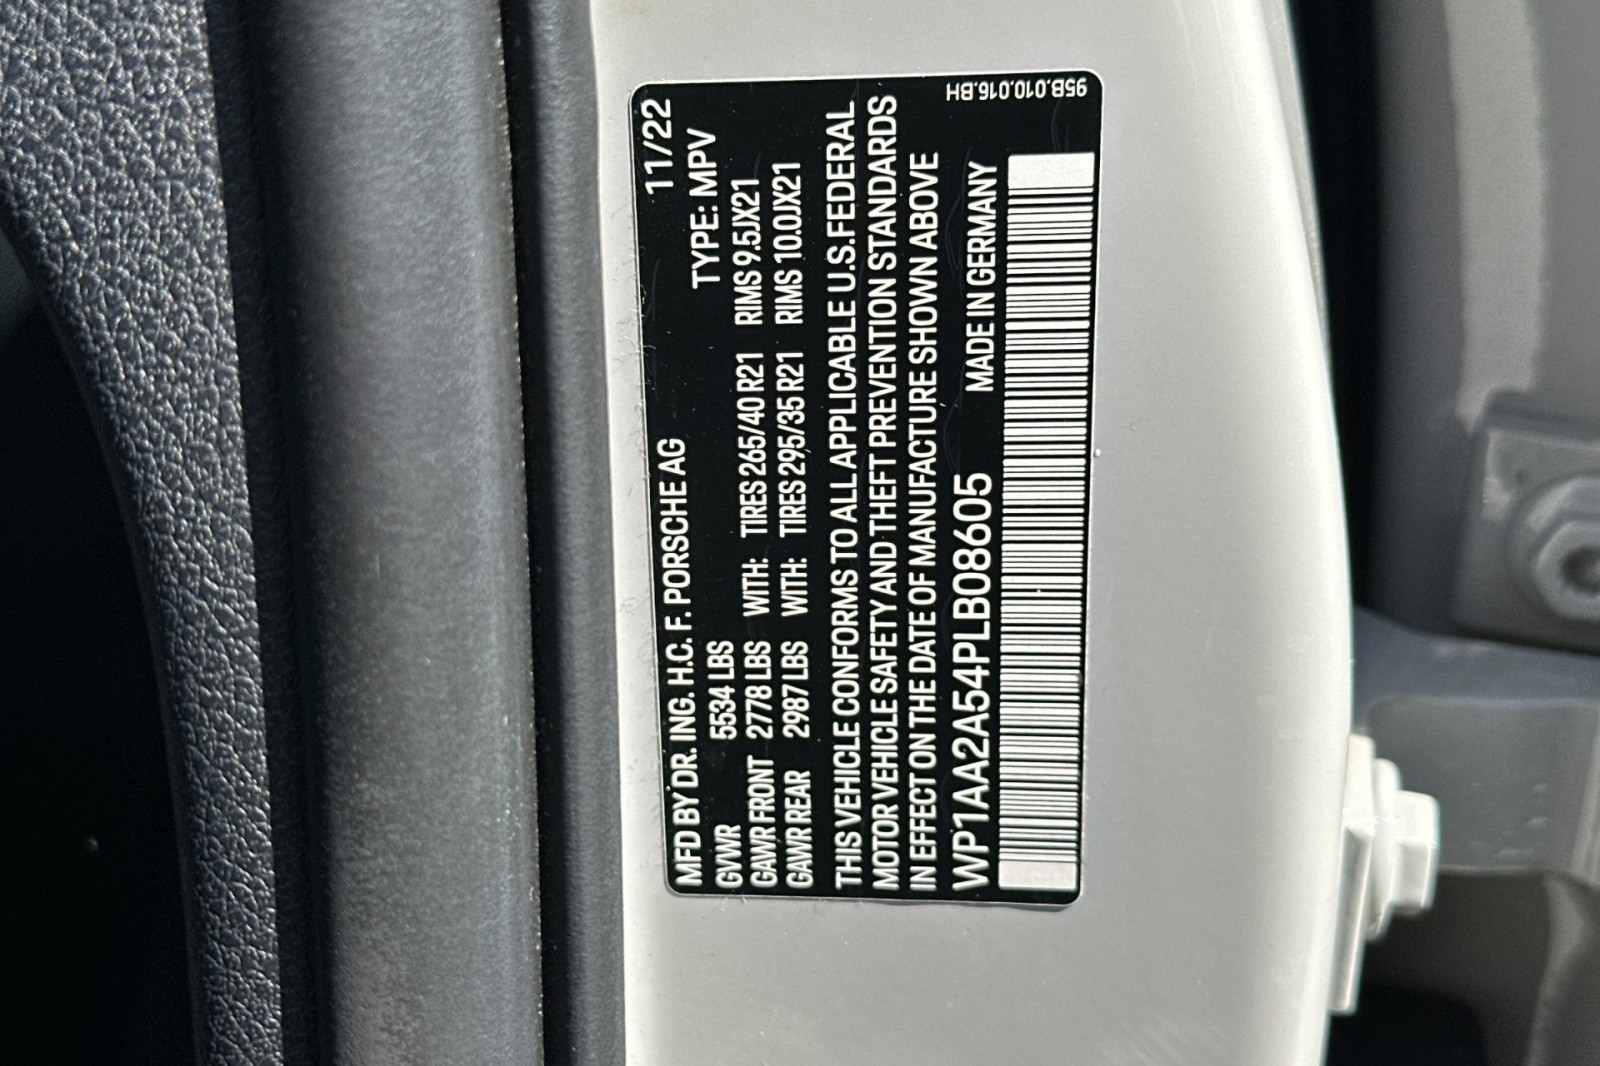 MFD BY DR. ING. H.C. F. PORSCHE AG 11/22
GVWR 5534 LBS TYPE: MPV
GAWR FRONT 2778 LBS WITH: TIRES 265/40 R21 RIMS 9.5JX21
GAWR REAR 2987 LBS WITH: TIRES 295/35 R21 RIMS 10.0JX21
THIS VEHICLE CONFORMS TO ALL APPLICABLE U.S. FEDERAL
MOTOR VEHICLE SAFETY AND THEFT PREVENTION STANDARDS
IN EFFECT ON THE DATE OF MANUFACTURE SHOWN ABOVE
WP1AA2A54PLB08605 MADE IN GERMANY
95B.010.016.BH